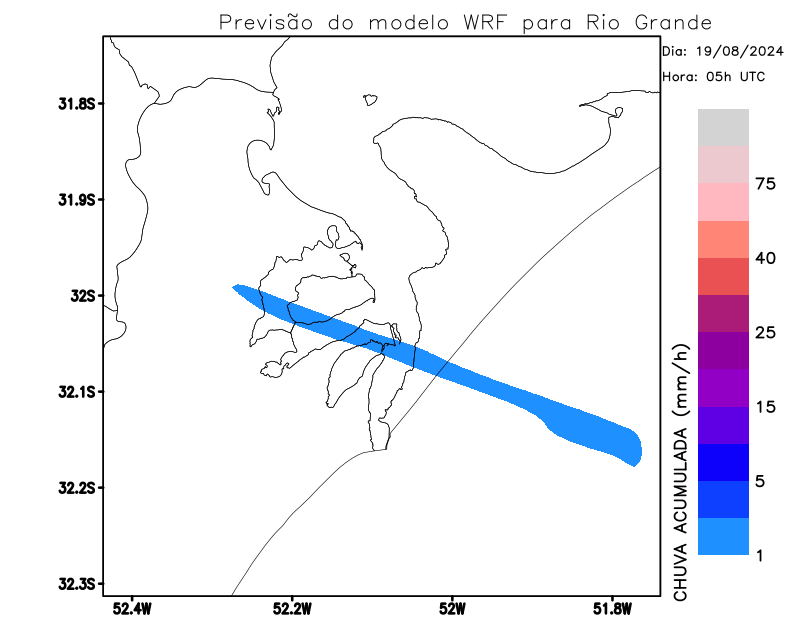 Previsão do modelo WRF para Rio Grande
Dia: 19/08/2024
Hora: 05h UTC
31.8S
31.9S
32S
32.1S
32.2S
32.3S
52.4W
52.2W
52W
51.8W
CHUVA ACUMULADA (mm/h)
75
40
25
15
5
1